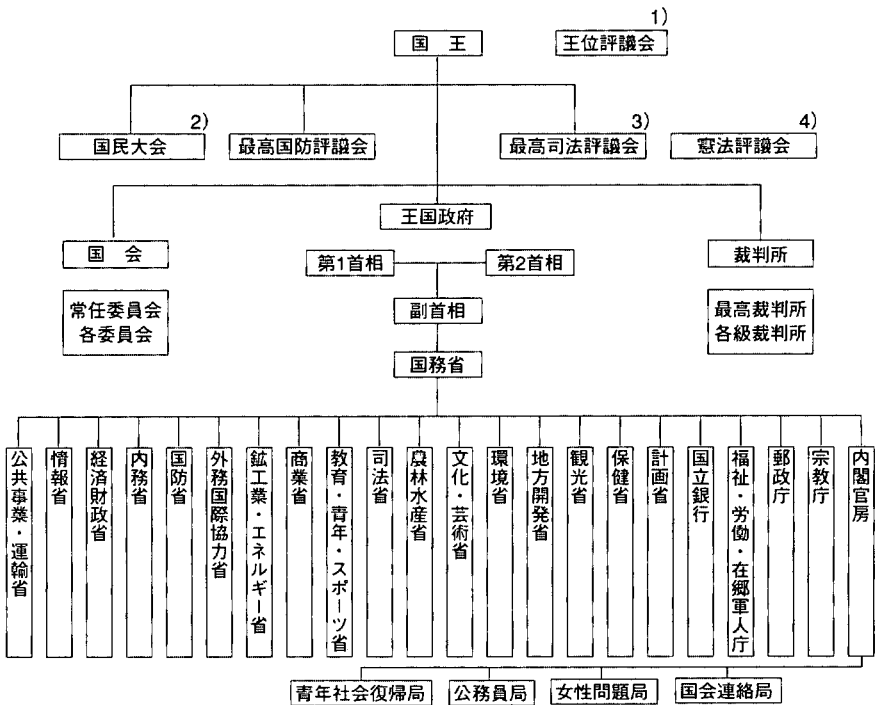 1)
国 王
王位評議会
2)
国民大会
最高国防評議会
3)
最高司法評議会
4)
憲法評議会
王国政府
国 会
第1首相
第2首相
裁判所
常任委員会
各委員会
副首相
最高裁判所
各級裁判所
国務省
公共事業・運輸省
情報省
経済財政省
内務省
国防省
外務国際協力省
鉱工業・エネルギー省
商業省
教育・青年・スポーツ省
司法省
農林水産省
文化・芸術省
環境省
地方開発省
観光省
保健省
計画省
国立銀行
福祉・労働・在郷軍人庁
郵政庁
宗教庁
内閣官房
青年社会復帰局
公務員局
女性問題局
国会連絡局